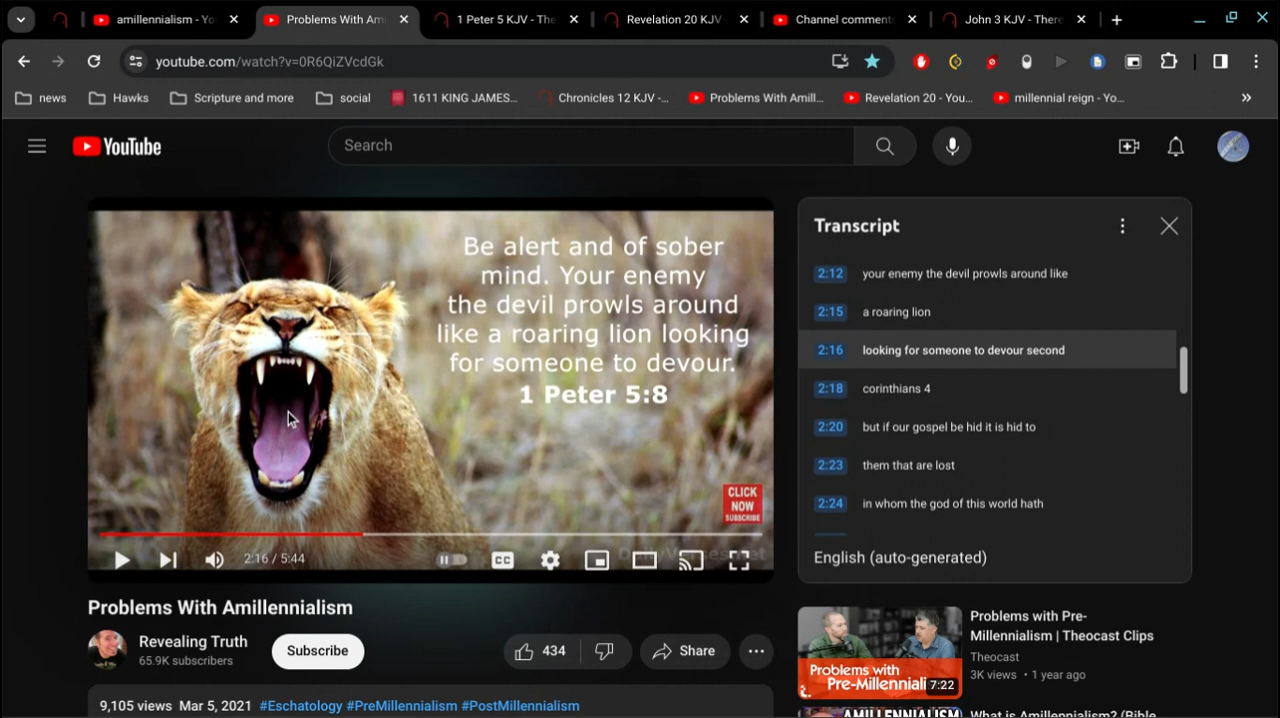 amillennialism - Yo
Problems With Am
1 Peter 5 KJV - The
Revelation 20 KJV
Channel comment
John 3 KJV - There
youtube.com/watch?v=0R6QiZVcdGk
news
Hawks
Scripture and more
social
1611 KING JAMES...
Chronicles 12 KJV -...
Problems With Amill...
Revelation 20 - You...
millennial reign - Yo...
»
YouTube
Search
Be alert and of sober
mind. Your enemy
the devil prowls around
like a roaring lion looking
for someone to devour.
1 Peter 5:8
CLICK
NOW
SUBSCRIBE
2:16 / 5:44
CC
Transcript
2:12 your enemy the devil prowls around like
2:15 a roaring lion
2:16 looking for someone to devour second
2:18 corinthians 4
2:20 but if our gospel be hid it is hid to
2:23 them that are lost
2:24 in whom the god of this world hath
English (auto-generated)
Problems With Amillennialism
Revealing Truth
65.9K subscribers
Subscribe
434
Share
9,105 views Mar 5, 2021 #Eschatology #PreMillennialism #PostMillennialism
Problems with
Pre-Millenniali
7:22
Problems with Pre-
Millennialism | Theocast Clips
Theocast
3K views • 1 year ago
AMILLENNIALISM
What is Amillennialism? (Bible